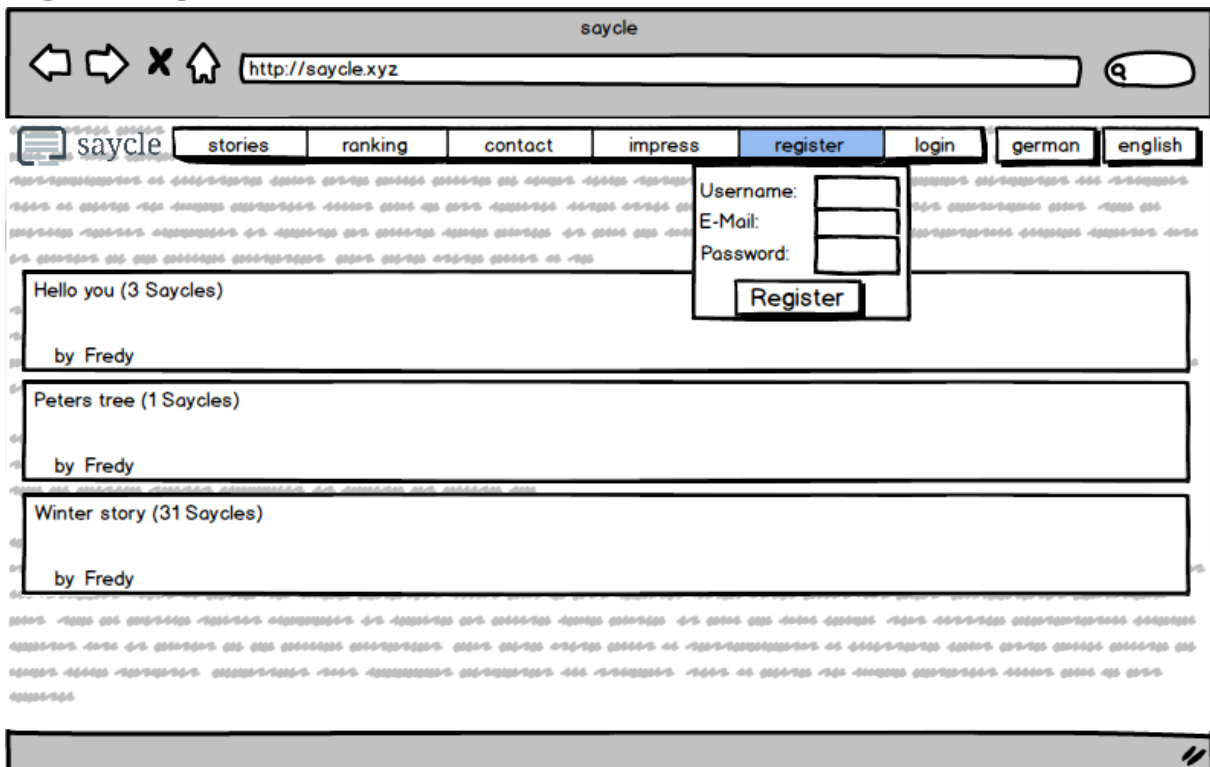 saycle
http://saycle.xyz
saycle stories ranking contact impress register login german english
Username:
E-Mail:
Password:
Register
Hello you (3 Saycles)
by Fredy
Peters tree (1 Saycles)
by Fredy
Winter story (31 Saycles)
by Fredy